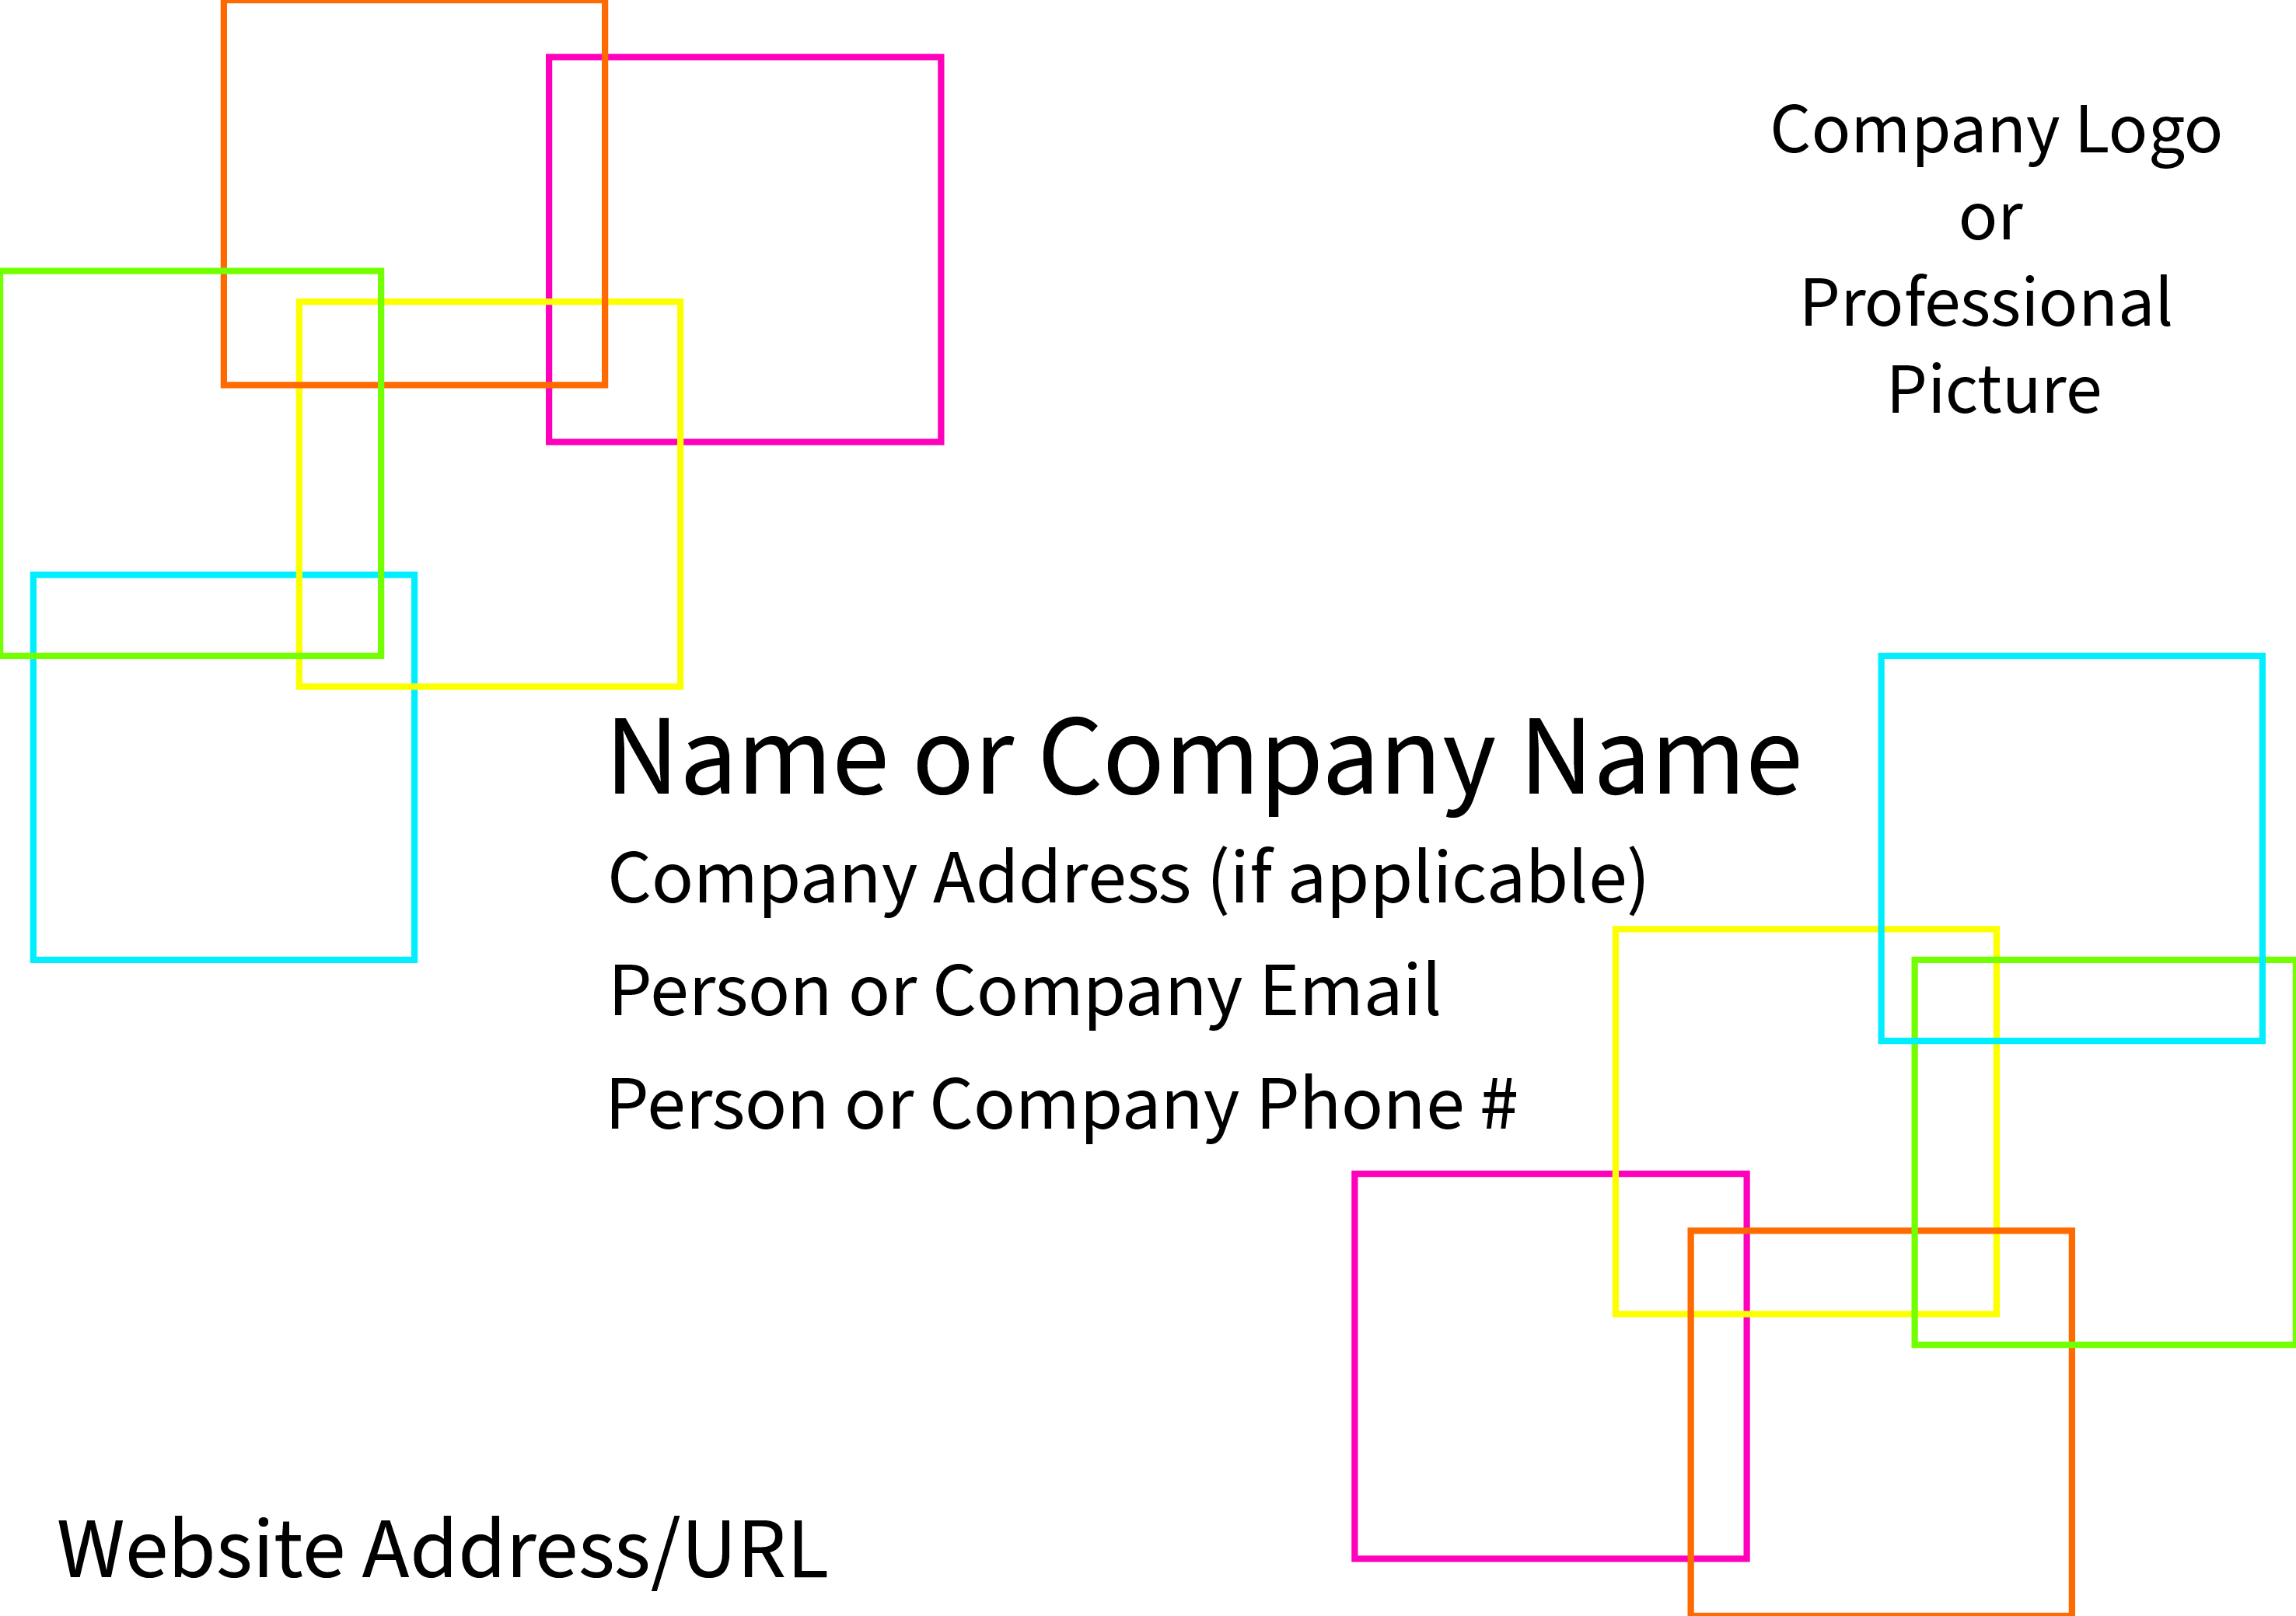 Company Logo
or
Professional
Picture
Name or Company Name
Company Address (if applicable)
Person or Company Email
Person or Company Phone #
Website Address/URL